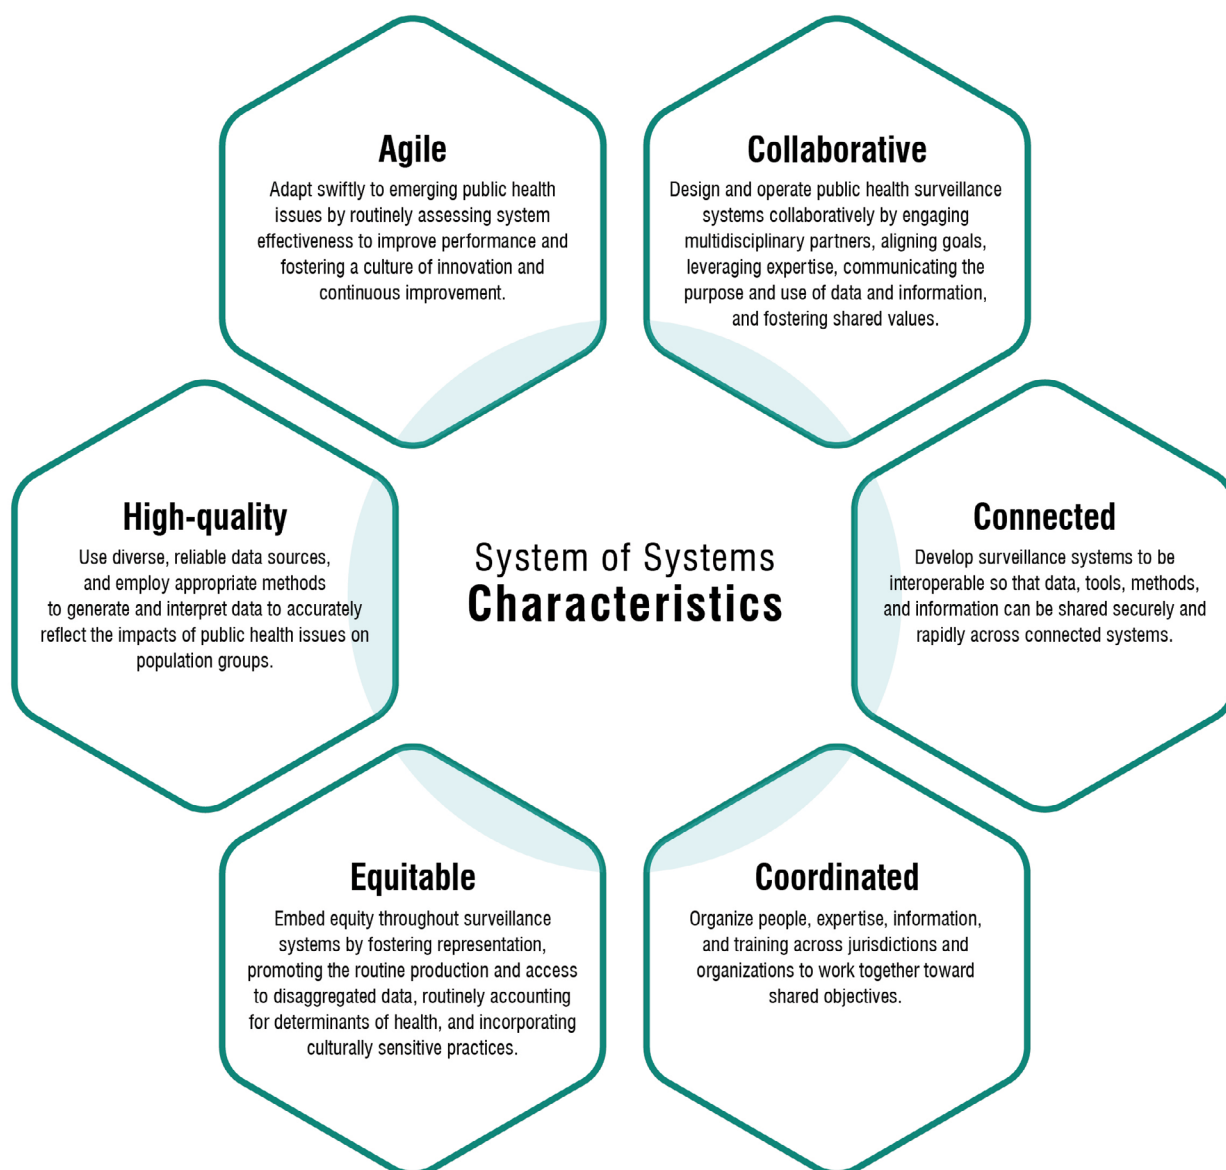 Agile
Adapt swiftly to emerging public health
issues by routinely assessing system
effectiveness to improve performance and
fostering a culture of innovation and
continuous improvement.
Collaborative
Design and operate public health surveillance
systems collaboratively by engaging
multidisciplinary partners, aligning goals,
leveraging expertise, communicating the
purpose and use of data and information,
and fostering shared values.
High-quality
Use diverse, reliable data sources,
and employ appropriate methods
to generate and interpret data to accurately
reflect the impacts of public health issues on
population groups.
System of Systems
Characteristics
Connected
Develop surveillance systems to be
interoperable so that data, tools, methods,
and information can be shared securely and
rapidly across connected systems.
Equitable
Embed equity throughout surveillance
systems by fostering representation,
promoting the routine production and access
to disaggregated data, routinely accounting
for determinants of health, and incorporating
culturally sensitive practices.
Coordinated
Organize people, expertise, information,
and training across jurisdictions and
organizations to work together toward
shared objectives.